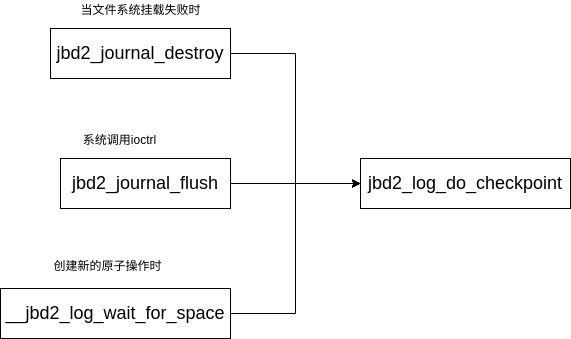 当文件系统挂载失败时
jbd2_journal_destroy
系统调用ioctrl
jbd2_journal_flush
jbd2_log_do_checkpoint
创建新的原子操作时
__jbd2_log_wait_for_space